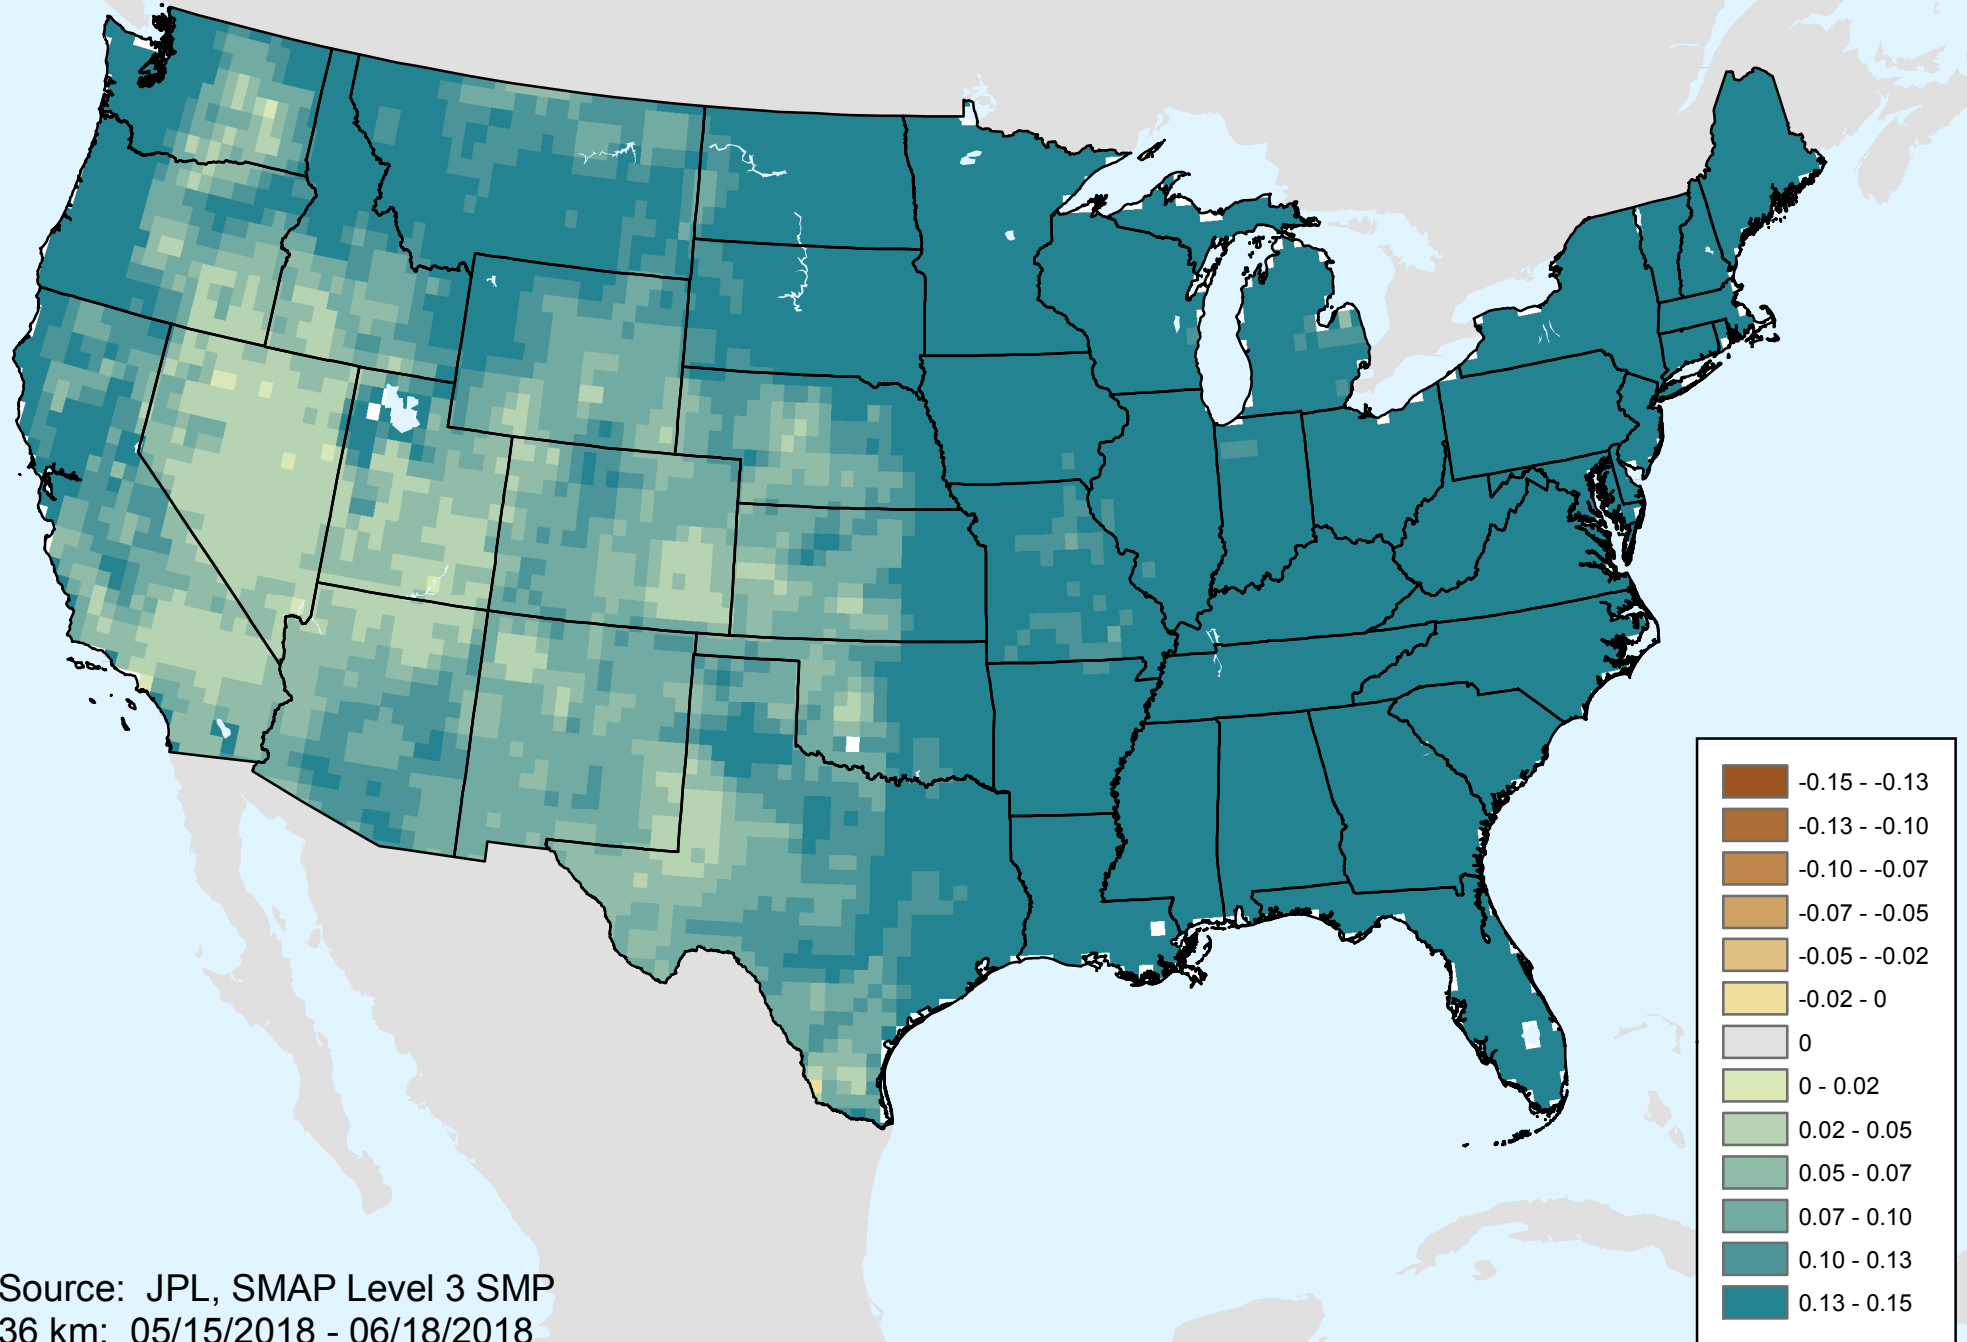 -0.15 - -0.13
-0.13 - -0.10
-0.10 - -0.07
-0.07 - -0.05
-0.05 - -0.02
-0.02 - 0
0
0 - 0.02
0.02 - 0.05
0.05 - 0.07
0.07 - 0.10
0.10 - 0.13
0.13 - 0.15
Source: JPL, SMAP Level 3 SMP
36 km: 05/15/2018 - 06/18/2018